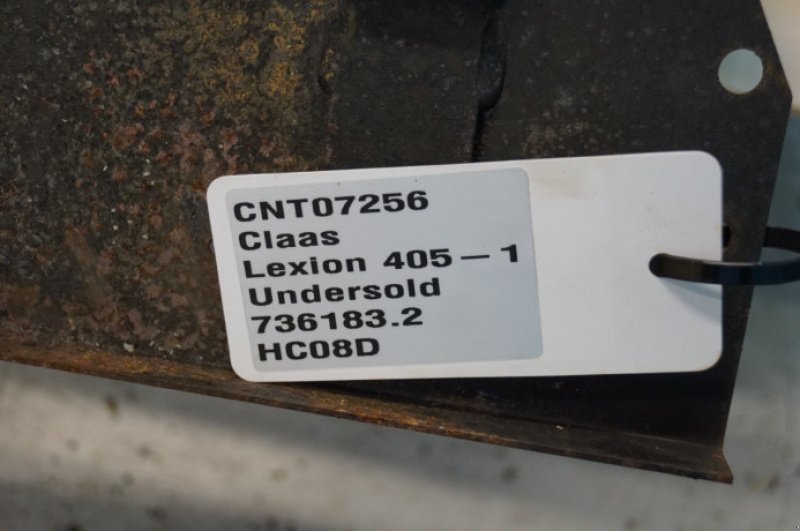 CNT07256
Claas
Lexion 405-1
Undersold
736183.2
HC08D